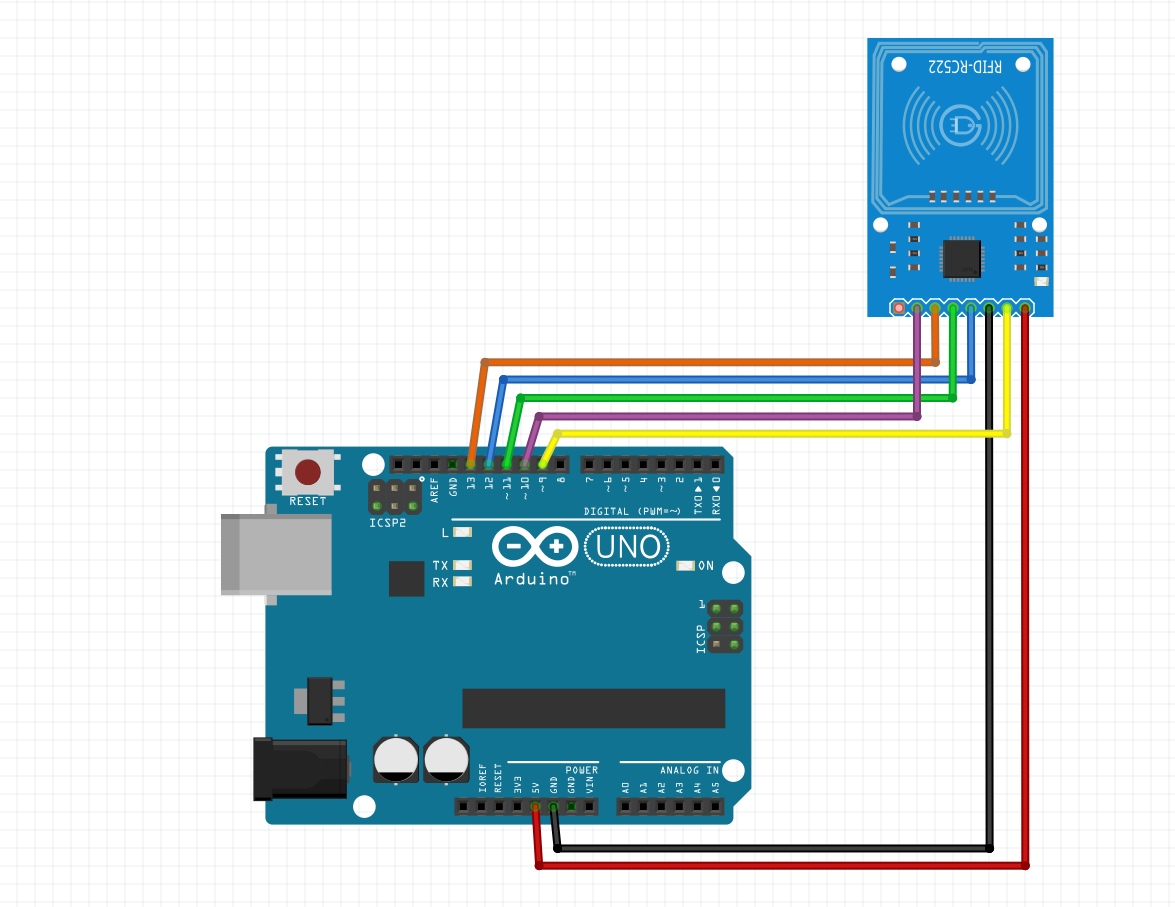 RFID-RC522
RESET
ICSP2
AREF
GND
13
12
~11
~10
~9
8
7
~6
~5
4
~3
2
TXO▶1
RXO◀0
DIGITAL (PWM=~)
L
TX
RX
UNO
Arduino™
ON
1
ICSP
IOREF
RESET
3V3
5V
GND
GND
VIN
POWER
ANALOG IN
A0
A1
A2
A3
A4
A5